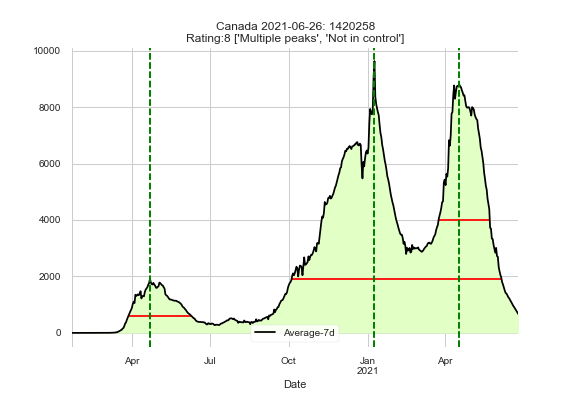 Canada 2021-06-26: 1420258
Rating:8 ['Multiple peaks', 'Not in control']
10000
8000
6000
4000
2000
0
Average-7d
Apr Jul Oct Jan Apr
2021
Date